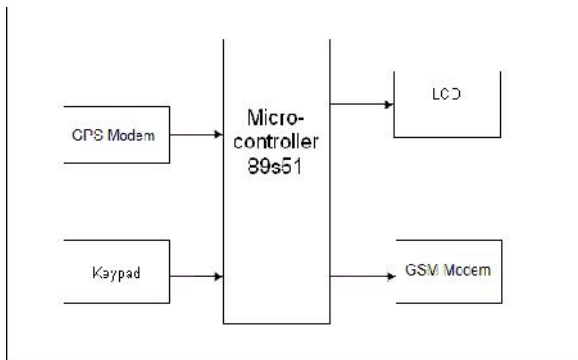 LCD
GPS Modem
Micro-
controller
89s51
Keypad
GSM Modem